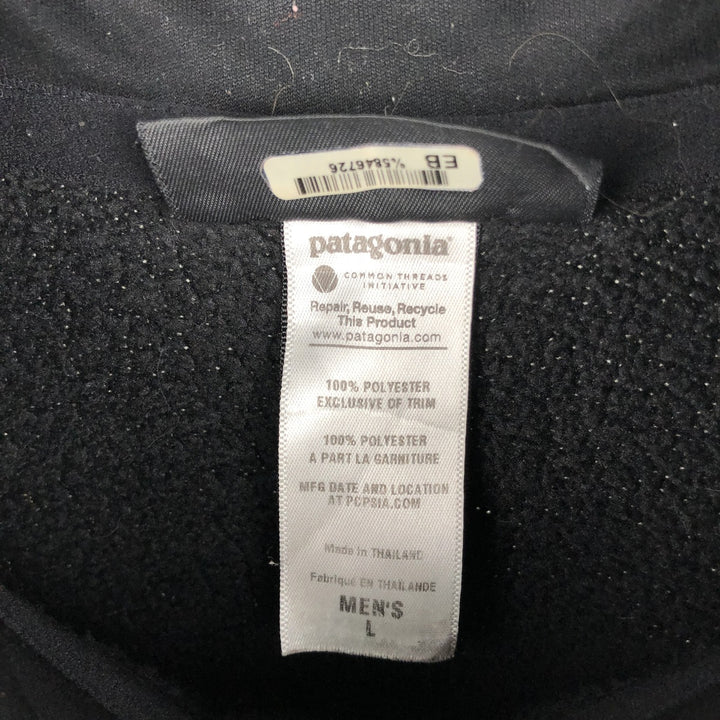 EB
%5846726
patagonia®
COMMON THREADS
INITIATIVE
Repair, Reuse, Recycle
This Product
www.patagonia.com
100% POLYESTER
EXCLUSIVE OF TRIM
100% POLYESTER
A PART LA GARNITURE
MFG DATE AND LOCATION
AT PCPSIA.COM
Made in THAILAND
Fabriqué EN THAILANDE
MEN'S
L